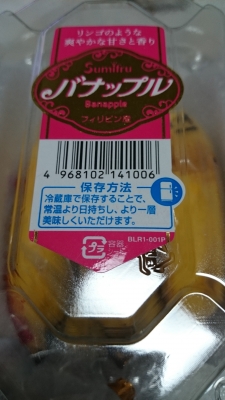 リンゴのような
爽やかな甘さと香り
Sumifru
バナップル
Banapple
フィリピン産
4 968102 141006
保存方法
冷蔵庫で保存することで、
常温より日持ちし、より一層
美味しくいただけます。
プラ
容器
BLR1-001P